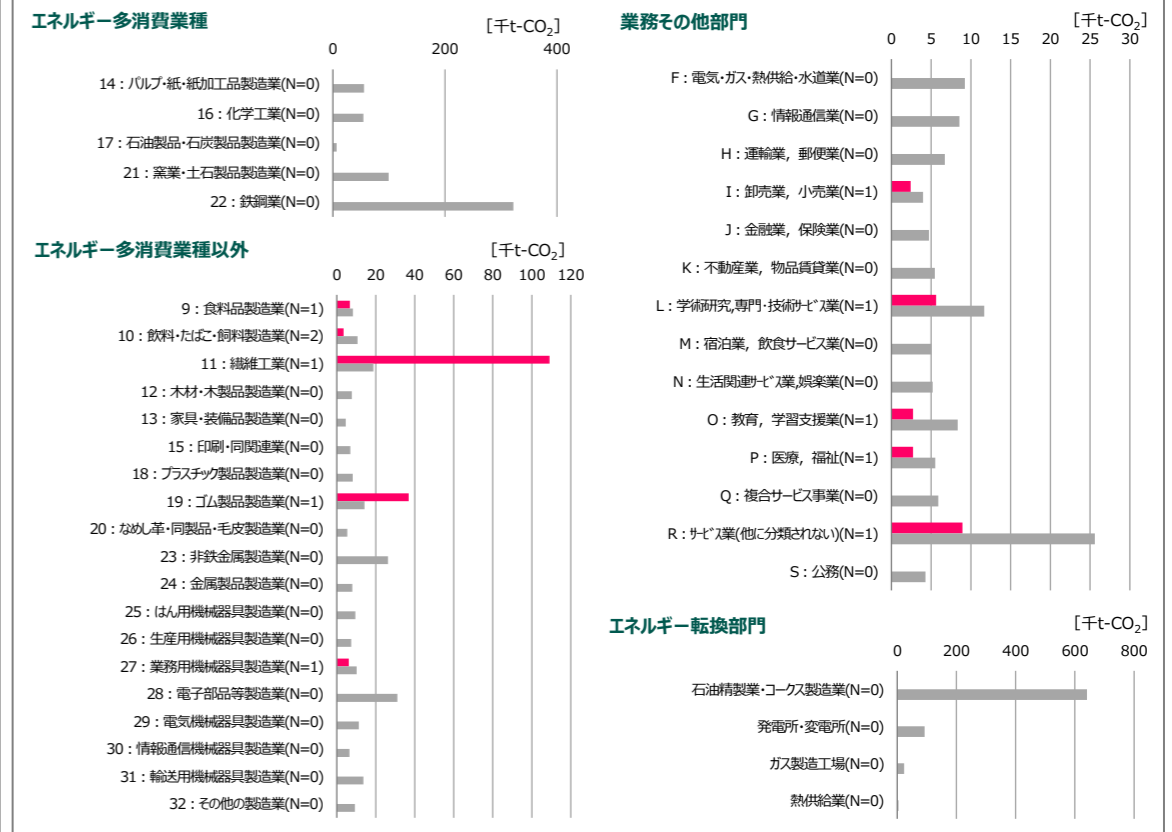 エネルギー多消費業種
[千t-CO₂]
0 200 400
14：パルプ・紙・紙加工品製造業(N=0)
16：化学工業(N=0)
17：石油製品・石炭製品製造業(N=0)
21：窯業・土石製品製造業(N=0)
22：鉄鋼業(N=0)
エネルギー多消費業種以外
[千t-CO₂]
0 20 40 60 80 100 120
9：食料品製造業(N=1)
10：飲料・たばこ・飼料製造業(N=2)
11：繊維工業(N=1)
12：木材・木製品製造業(N=0)
13：家具・装備品製造業(N=0)
15：印刷・同関連業(N=0)
18：プラスチック製品製造業(N=0)
19：ゴム製品製造業(N=1)
20：なめし革・同製品・毛皮製造業(N=0)
23：非鉄金属製造業(N=0)
24：金属製品製造業(N=0)
25：はん用機械器具製造業(N=0)
26：生産用機械器具製造業(N=0)
27：業務用機械器具製造業(N=1)
28：電子部品等製造業(N=0)
29：電気機械器具製造業(N=0)
30：情報通信機械器具製造業(N=0)
31：輸送用機械器具製造業(N=0)
32：その他の製造業(N=0)
業務その他部門
[千t-CO₂]
0 5 10 15 20 25 30
F：電気・ガス・熱供給・水道業(N=0)
G：情報通信業(N=0)
H：運輸業，郵便業(N=0)
I：卸売業，小売業(N=1)
J：金融業，保険業(N=0)
K：不動産業，物品賃貸業(N=0)
L：学術研究,専門・技術サービス業(N=1)
M：宿泊業，飲食サービス業(N=0)
N：生活関連サービス業,娯楽業(N=0)
O：教育，学習支援業(N=1)
P：医療，福祉(N=1)
Q：複合サービス事業(N=0)
R：サービス業(他に分類されない)(N=1)
S：公務(N=0)
エネルギー転換部門
[千t-CO₂]
0 200 400 600 800
石油精製業・コークス製造業(N=0)
発電所・変電所(N=0)
ガス製造工場(N=0)
熱供給業(N=0)